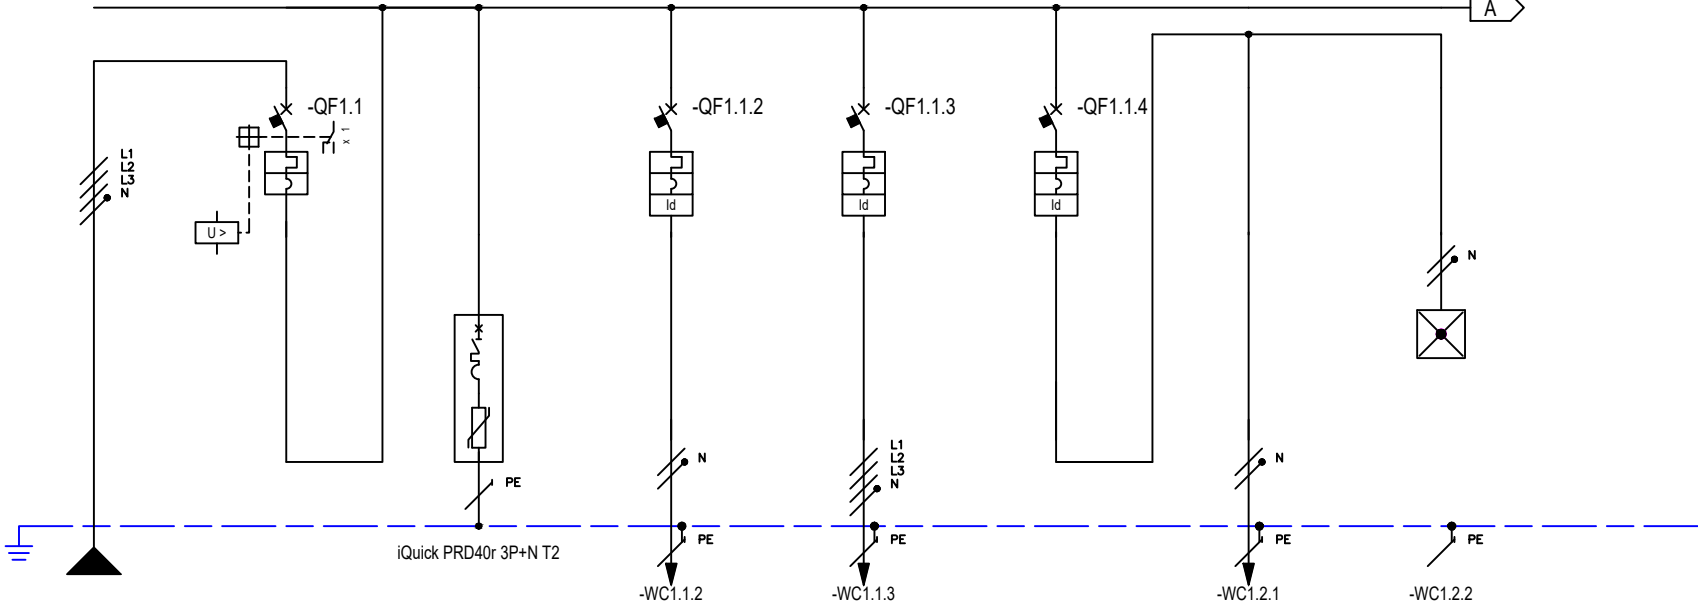 A
-QF1.1
-QF1.1.2
-QF1.1.3
-QF1.1.4
x 1
L1
L2
L3
N
Id
Id
Id
U >
N
N
L1
L2
L3
N
N
PE
PE
PE
PE
PE
iQuick PRD40r 3P+N T2
-WC1.1.2
-WC1.1.3
-WC1.2.1
-WC1.2.2